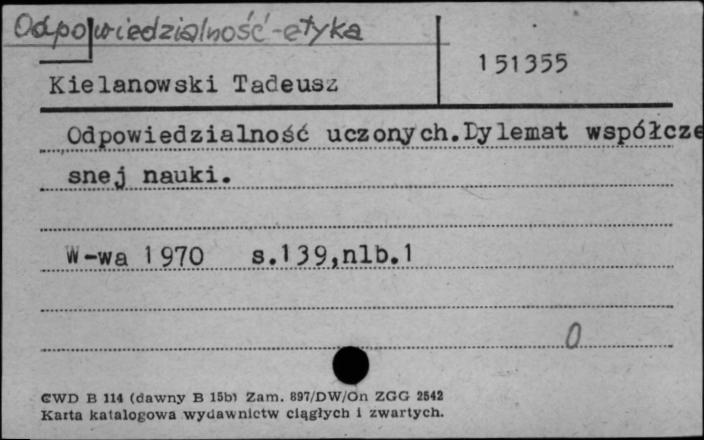 Odpowiedzialność-etyka
151355
Kielanowski Tadeusz
Odpowiedzialność uczonych.Dylemat współcze
snej nauki.
W-wa 1970 s.139,nlb.1
0
CWD B 114 (dawny B 15b) Zam. 897/DW/On ZGG 2542
Karta katalogowa wydawnictw ciągłych i zwartych.